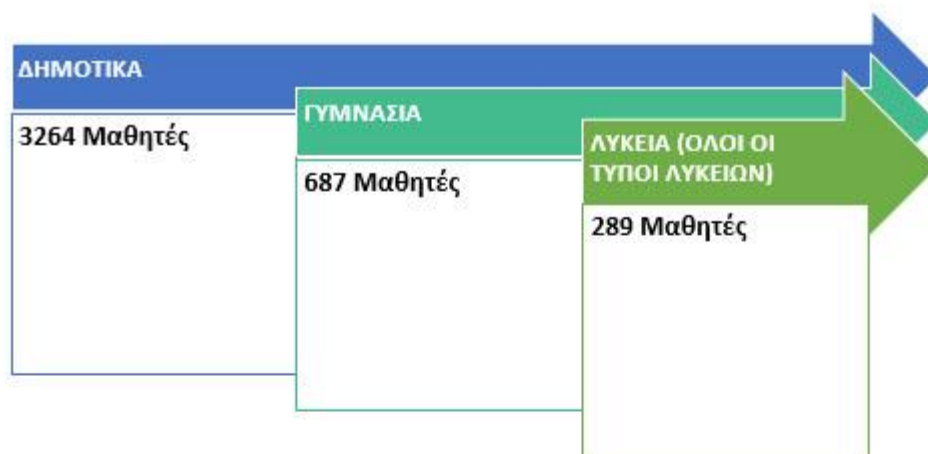 ΔΗΜΟΤΙΚΑ
3264 Μαθητές
ΓΥΜΝΑΣΙΑ
687 Μαθητές
ΛΥΚΕΙΑ (ΟΛΟΙ ΟΙ
ΤΥΠΟΙ ΛΥΚΕΙΩΝ)
289 Μαθητές